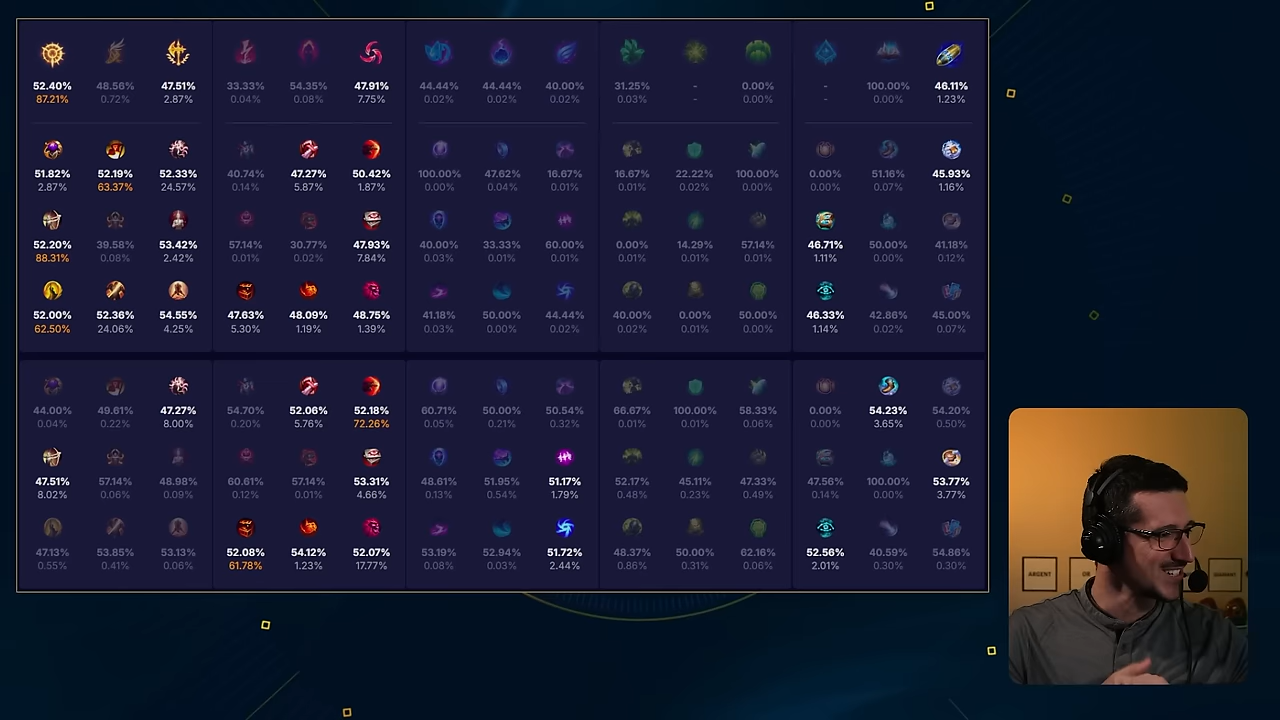 52.40% 48.56% 47.51% 33.33% 54.35% 47.91% 44.44% 44.44% 40.00% 31.25% - 0.00% - 100.00% 46.11%
87.21% 0.72% 2.87% 0.04% 0.08% 7.75% 0.02% 0.02% 0.02% 0.03% - 0.00% - 0.00% 1.23%
51.82% 52.19% 52.33% 40.74% 47.27% 50.42% 100.00% 47.62% 16.67% 16.67% 22.22% 100.00% 0.00% 51.16% 45.93%
2.87% 63.37% 24.57% 0.14% 5.87% 1.87% 0.00% 0.04% 0.01% 0.01% 0.02% 0.00% 0.00% 0.07% 1.16%
52.20% 39.58% 53.42% 57.14% 30.77% 47.93% 40.00% 33.33% 60.00% 0.00% 14.29% 57.14% 46.71% 50.00% 41.18%
88.31% 0.08% 2.42% 0.01% 0.02% 7.84% 0.03% 0.01% 0.01% 0.01% 0.01% 0.01% 1.11% 0.00% 0.12%
52.00% 52.36% 54.55% 47.63% 48.09% 48.75% 41.18% 50.00% 44.44% 40.00% 0.00% 50.00% 46.33% 42.86% 45.00%
62.50% 24.06% 4.25% 5.30% 1.19% 1.39% 0.03% 0.00% 0.02% 0.02% 0.01% 0.00% 1.14% 0.02% 0.07%
44.00% 49.61% 47.27% 54.70% 52.06% 52.18% 60.71% 50.00% 50.54% 66.67% 100.00% 58.33% 0.00% 54.23% 54.20%
0.04% 0.22% 8.00% 0.20% 5.76% 72.26% 0.05% 0.21% 0.32% 0.01% 0.01% 0.06% 0.00% 3.65% 0.50%
47.51% 57.14% 48.98% 60.61% 57.14% 53.31% 48.61% 51.95% 51.17% 52.17% 45.11% 47.33% 47.56% 100.00% 53.77%
8.02% 0.06% 0.09% 0.12% 0.01% 4.66% 0.13% 0.54% 1.79% 0.48% 0.23% 0.49% 0.14% 0.00% 3.77%
47.13% 53.85% 53.13% 52.08% 54.12% 52.07% 53.19% 52.94% 51.72% 48.37% 50.00% 62.16% 52.56% 40.59% 54.86%
0.55% 0.41% 0.06% 61.78% 1.23% 17.77% 0.08% 0.03% 2.44% 0.86% 0.31% 0.06% 2.01% 0.30% 0.30%
ARGENT
OR